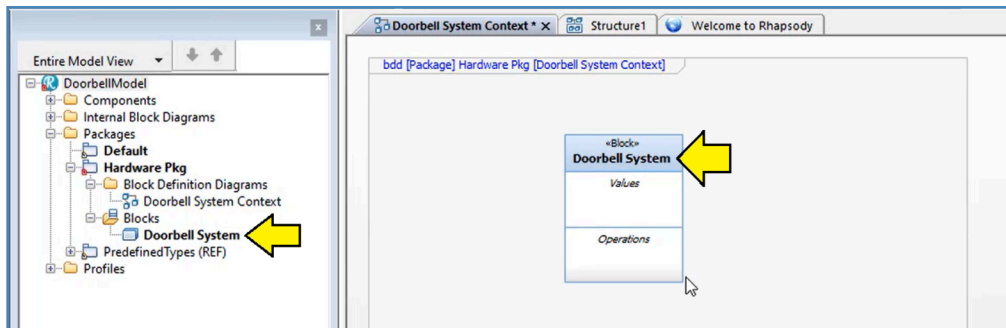 Entire Model View
DoorbellModel
Components
Internal Block Diagrams
Packages
Default
Hardware Pkg
Block Definition Diagrams
Doorbell System Context
Blocks
Doorbell System
PredefinedTypes (REF)
Profiles
Doorbell System Context * Structure1 Welcome to Rhapsody
bdd [Package] Hardware Pkg [Doorbell System Context]
«Block»
Doorbell System
Values
Operations